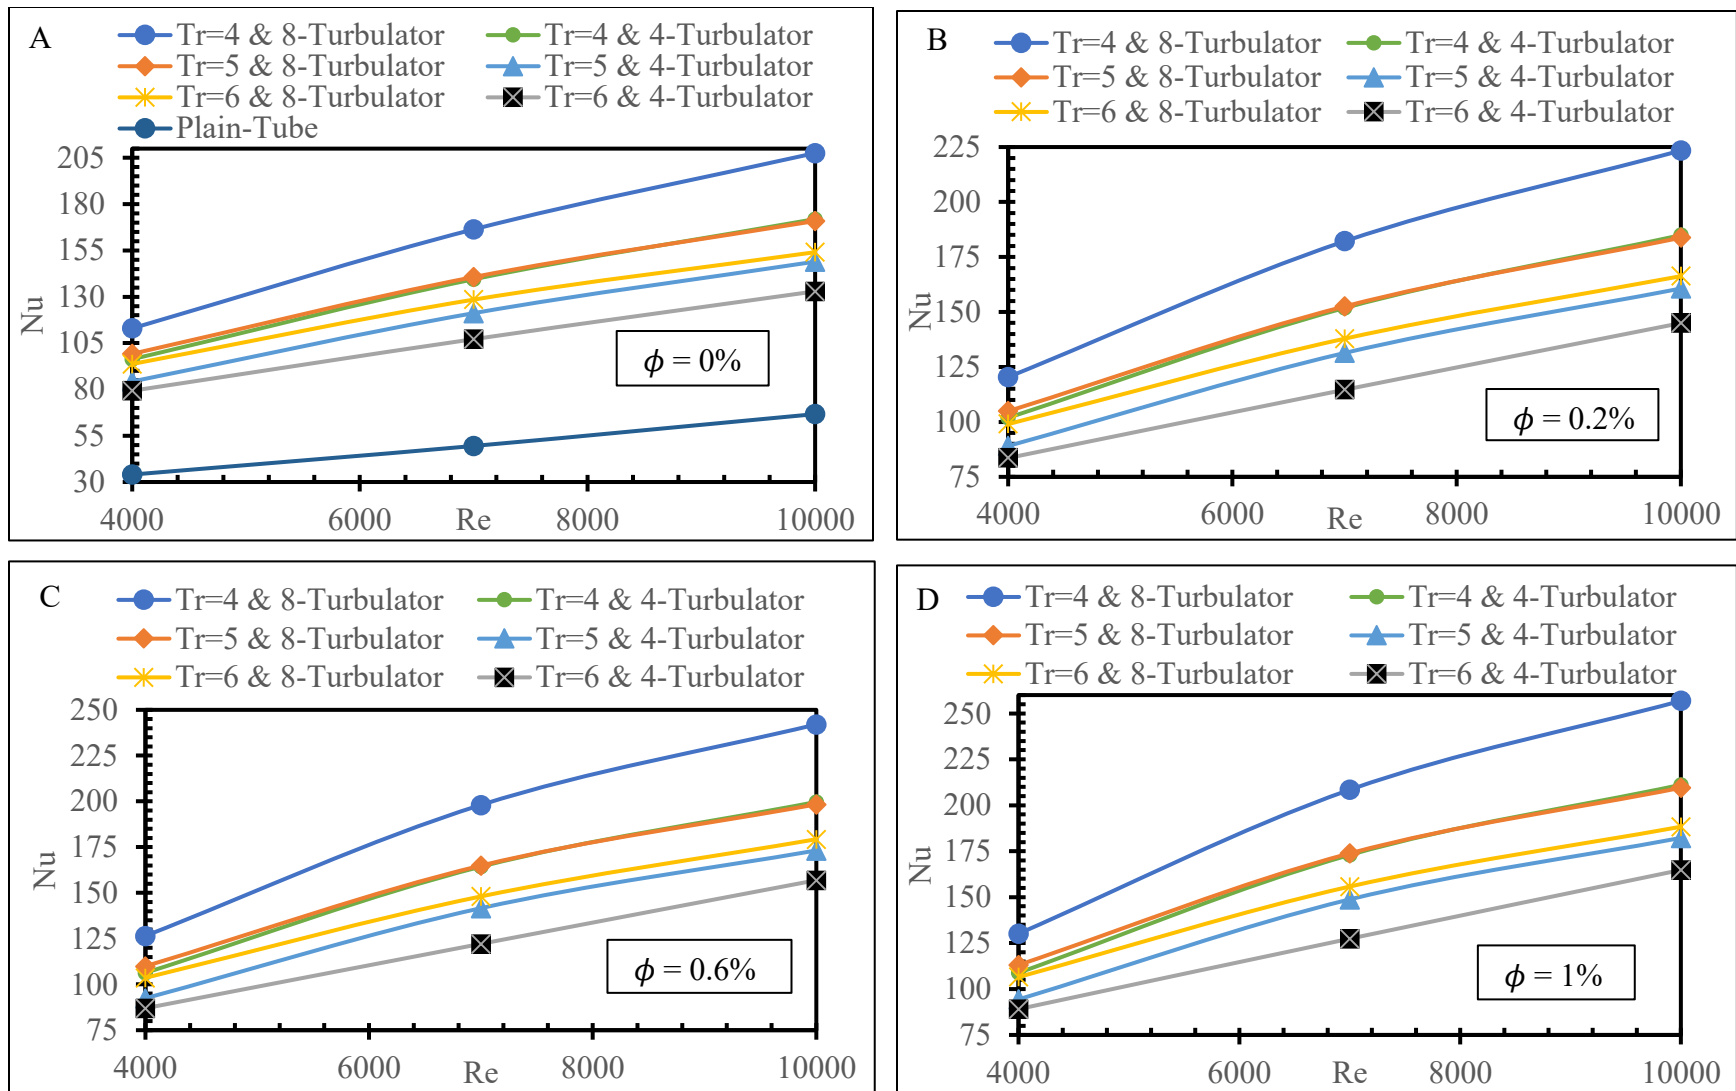 A
Tr=4 & 8-Turbulator Tr=4 & 4-Turbulator
Tr=5 & 8-Turbulator Tr=5 & 4-Turbulator
Tr=6 & 8-Turbulator Tr=6 & 4-Turbulator
Plain-Tube
205
180
155
130
105
80
55
30
Nu
ϕ = 0%
4000 6000 8000 10000
Re
B
Tr=4 & 8-Turbulator Tr=4 & 4-Turbulator
Tr=5 & 8-Turbulator Tr=5 & 4-Turbulator
Tr=6 & 8-Turbulator Tr=6 & 4-Turbulator
225
200
175
150
125
100
75
Nu
ϕ = 0.2%
4000 6000 8000 10000
Re
C
Tr=4 & 8-Turbulator Tr=4 & 4-Turbulator
Tr=5 & 8-Turbulator Tr=5 & 4-Turbulator
Tr=6 & 8-Turbulator Tr=6 & 4-Turbulator
250
225
200
175
150
125
100
75
Nu
ϕ = 0.6%
4000 6000 8000 10000
Re
D
Tr=4 & 8-Turbulator Tr=4 & 4-Turbulator
Tr=5 & 8-Turbulator Tr=5 & 4-Turbulator
Tr=6 & 8-Turbulator Tr=6 & 4-Turbulator
250
225
200
175
150
125
100
75
Nu
ϕ = 1%
4000 6000 8000 10000
Re